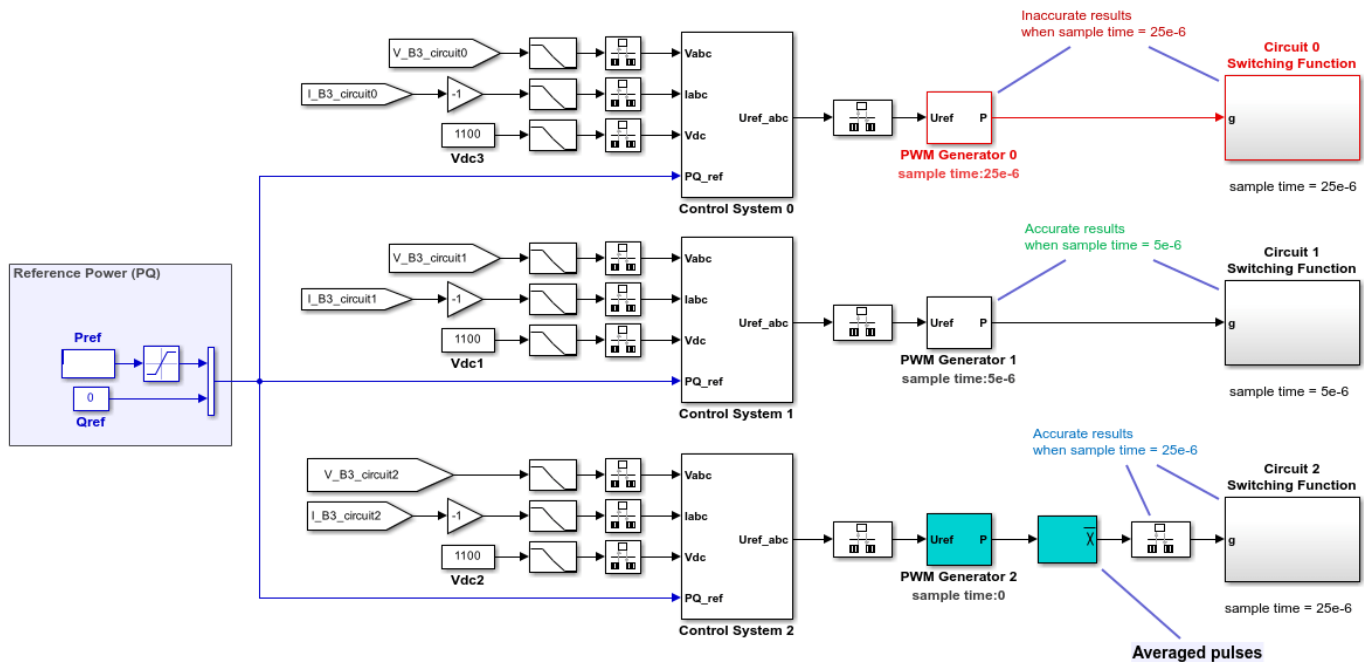 Inaccurate results
when sample time = 25e-6
Circuit 0
Switching Function
V_B3_circuit0
I_B3_circuit0
-1
1100
Vdc3
Vabc
Iabc
Vdc
PQ_ref
Uref_abc
Control System 0
Uref P
PWM Generator 0
sample time:25e-6
g
sample time = 25e-6
Accurate results
when sample time = 5e-6
Circuit 1
Switching Function
V_B3_circuit1
I_B3_circuit1
-1
1100
Vdc1
Vabc
Iabc
Vdc
PQ_ref
Uref_abc
Control System 1
Uref P
PWM Generator 1
sample time:5e-6
g
sample time = 5e-6
Reference Power (PQ)
Pref
0
Qref
Accurate results
when sample time = 25e-6
Circuit 2
Switching Function
V_B3_circuit2
I_B3_circuit2
-1
1100
Vdc2
Vabc
Iabc
Vdc
PQ_ref
Uref_abc
Control System 2
Uref P
PWM Generator 2
sample time:0
X
g
sample time = 25e-6
Averaged pulses